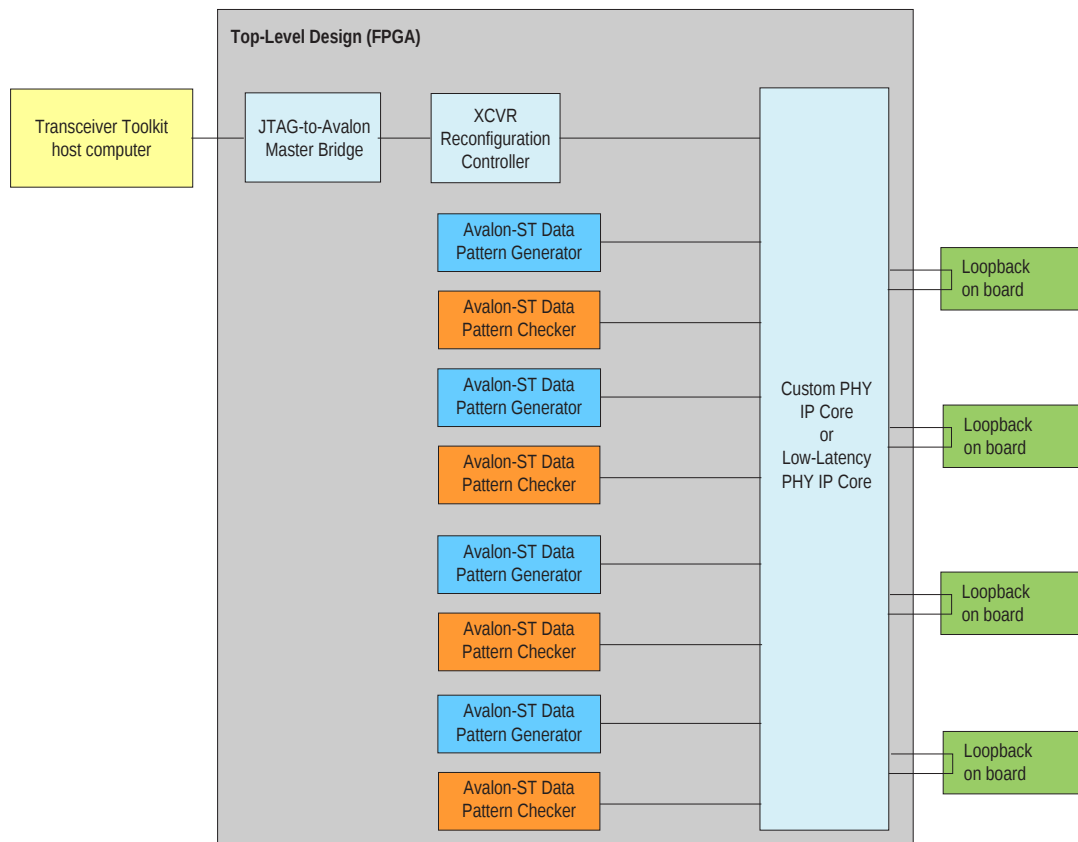 Top-Level Design (FPGA)
Transceiver Toolkit
host computer
JTAG-to-Avalon
Master Bridge
XCVR
Reconfiguration
Controller
Avalon-ST Data
Pattern Generator
Avalon-ST Data
Pattern Checker
Avalon-ST Data
Pattern Generator
Avalon-ST Data
Pattern Checker
Avalon-ST Data
Pattern Generator
Avalon-ST Data
Pattern Checker
Avalon-ST Data
Pattern Generator
Avalon-ST Data
Pattern Checker
Custom PHY
IP Core
or
Low-Latency
PHY IP Core
Loopback
on board
Loopback
on board
Loopback
on board
Loopback
on board